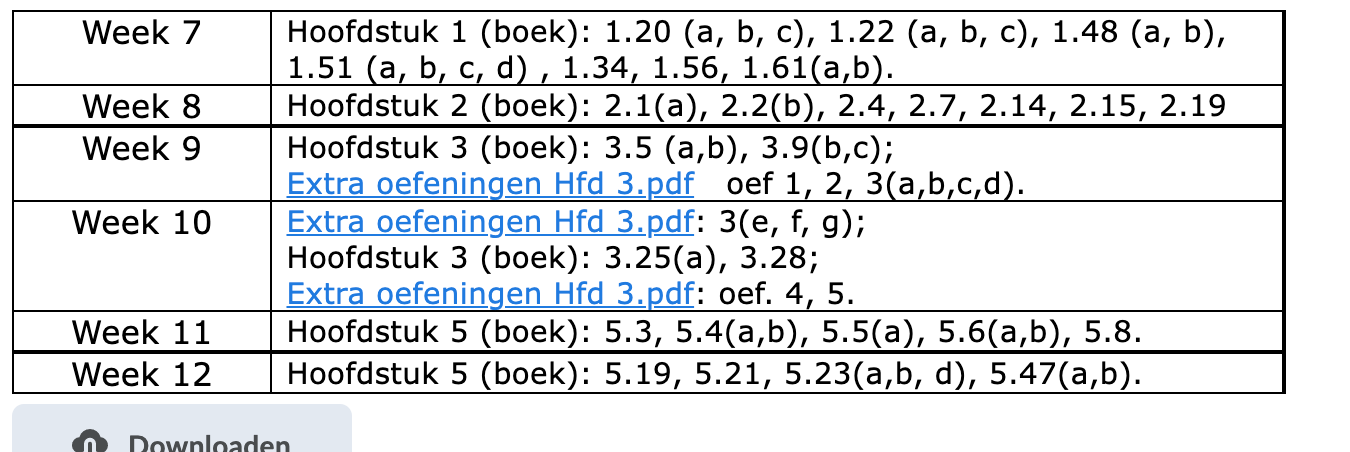 Week 7
Hoofdstuk 1 (boek): 1.20 (a, b, c), 1.22 (a, b, c), 1.48 (a, b),
1.51 (a, b, c, d) , 1.34, 1.56, 1.61(a,b).
Week 8
Hoofdstuk 2 (boek): 2.1(a), 2.2(b), 2.4, 2.7, 2.14, 2.15, 2.19
Week 9
Hoofdstuk 3 (boek): 3.5 (a,b), 3.9(b,c);
Extra oefeningen Hfd 3.pdf oef 1, 2, 3(a,b,c,d).
Week 10
Extra oefeningen Hfd 3.pdf: 3(e, f, g);
Hoofdstuk 3 (boek): 3.25(a), 3.28;
Extra oefeningen Hfd 3.pdf: oef. 4, 5.
Week 11
Hoofdstuk 5 (boek): 5.3, 5.4(a,b), 5.5(a), 5.6(a,b), 5.8.
Week 12
Hoofdstuk 5 (boek): 5.19, 5.21, 5.23(a,b, d), 5.47(a,b).
Downloaden